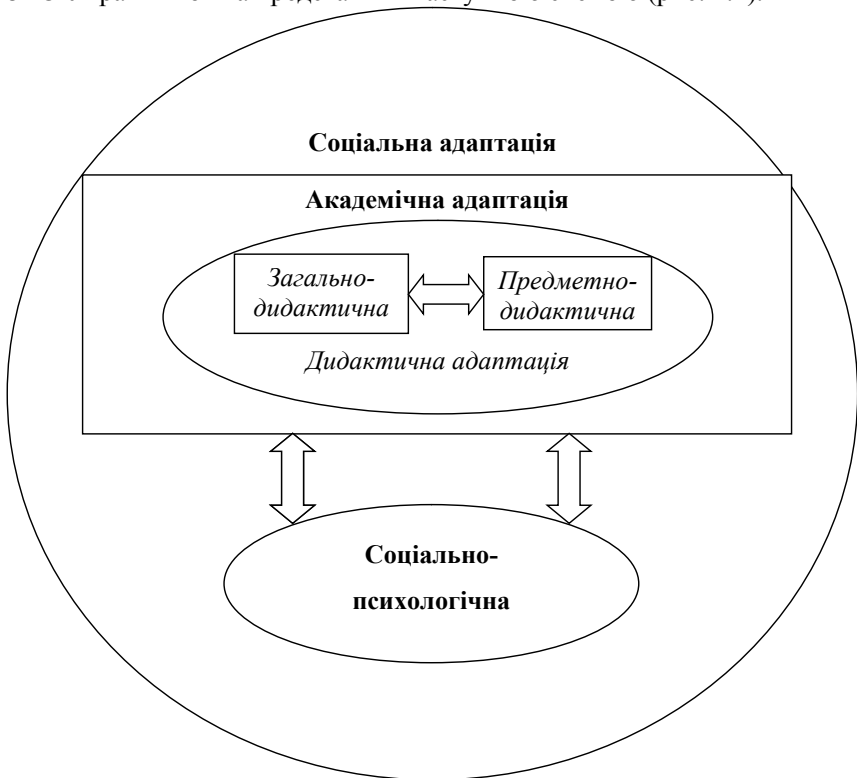 Соціальна адаптація
Академічна адаптація
Загально-
дидактична
Предметно-
дидактична
Дидактична адаптація
Соціально-
психологічна